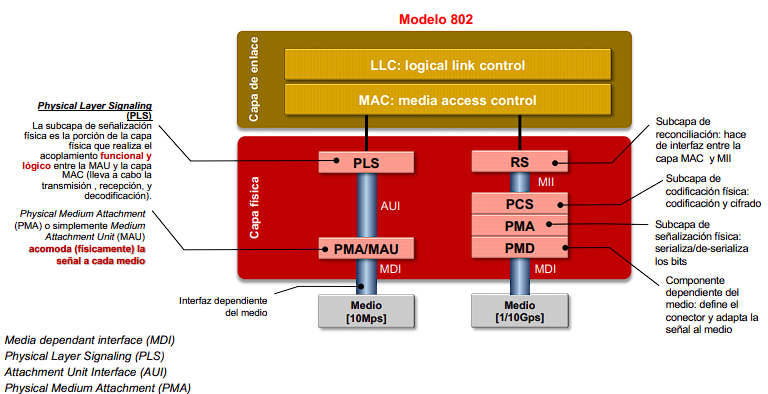 Modelo 802
Capa de enlace
LLC: logical link control
MAC: media access control
Physical Layer Signaling
(PLS)
La subcapa de señalización
física es la porción de la capa
física que realiza el
acoplamiento funcional y
lógico entre la MAU y la capa
MAC (lleva a cabo la
transmisión , recepción, y
decodificación).
Physical Medium Attachment
(PMA) o simplemente Medium
Attachment Unit (MAU)
acomoda (físicamente) la
señal a cada medio
Capa física
PLS
AUI
PMA/MAU
MDI
Interfaz dependiente
del medio
Medio
[10Mps]
RS
MII
PCS
PMA
PMD
MDI
Medio
[1/10Gps]
Subcapa de
reconciliación: hace
de interfaz entre la
capa MAC y MII
Subcapa de
codificación física:
codificación y cifrado
Subcapa de
señalización física:
serializa/de-serializa
los bits
Componente
dependiente del
medio: define el
conector y adapta la
señal al medio
Media dependant interface (MDI)
Physical Layer Signaling (PLS)
Attachment Unit Interface (AUI)
Physical Medium Attachment (PMA)